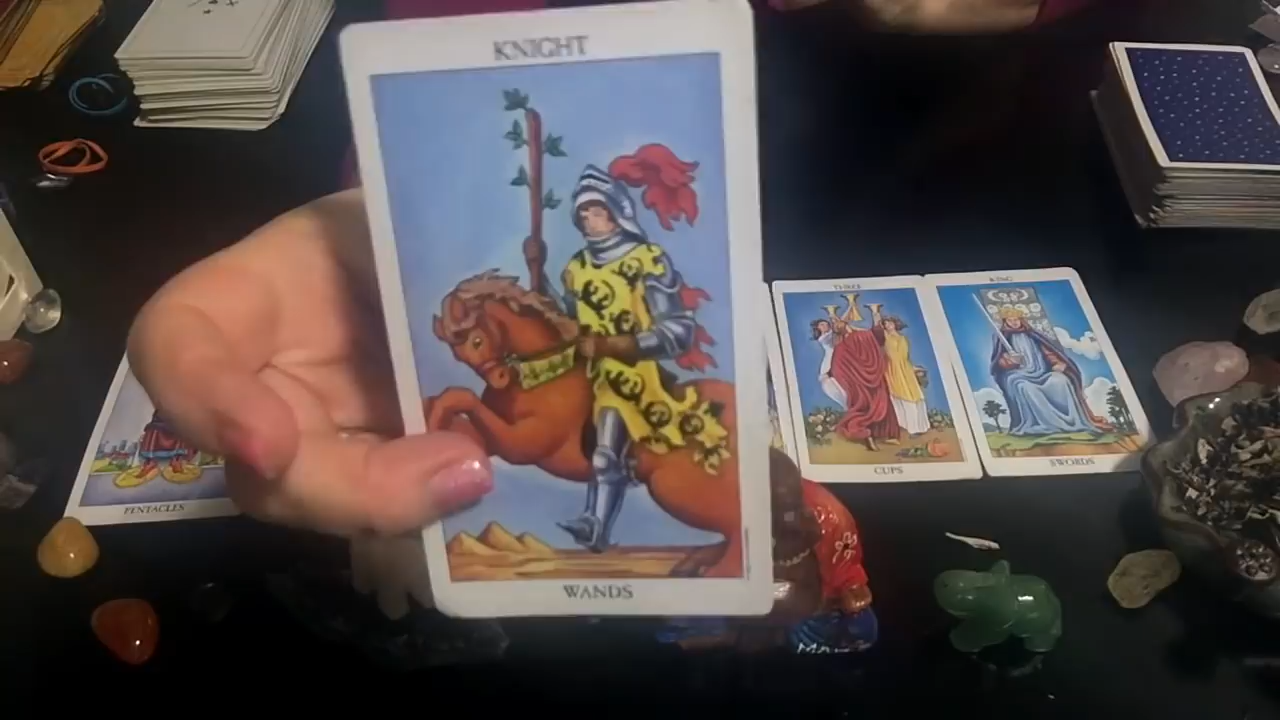 KNIGHT
WANDS
THREE
CUPS
KING
SWORDS
PENTACLES